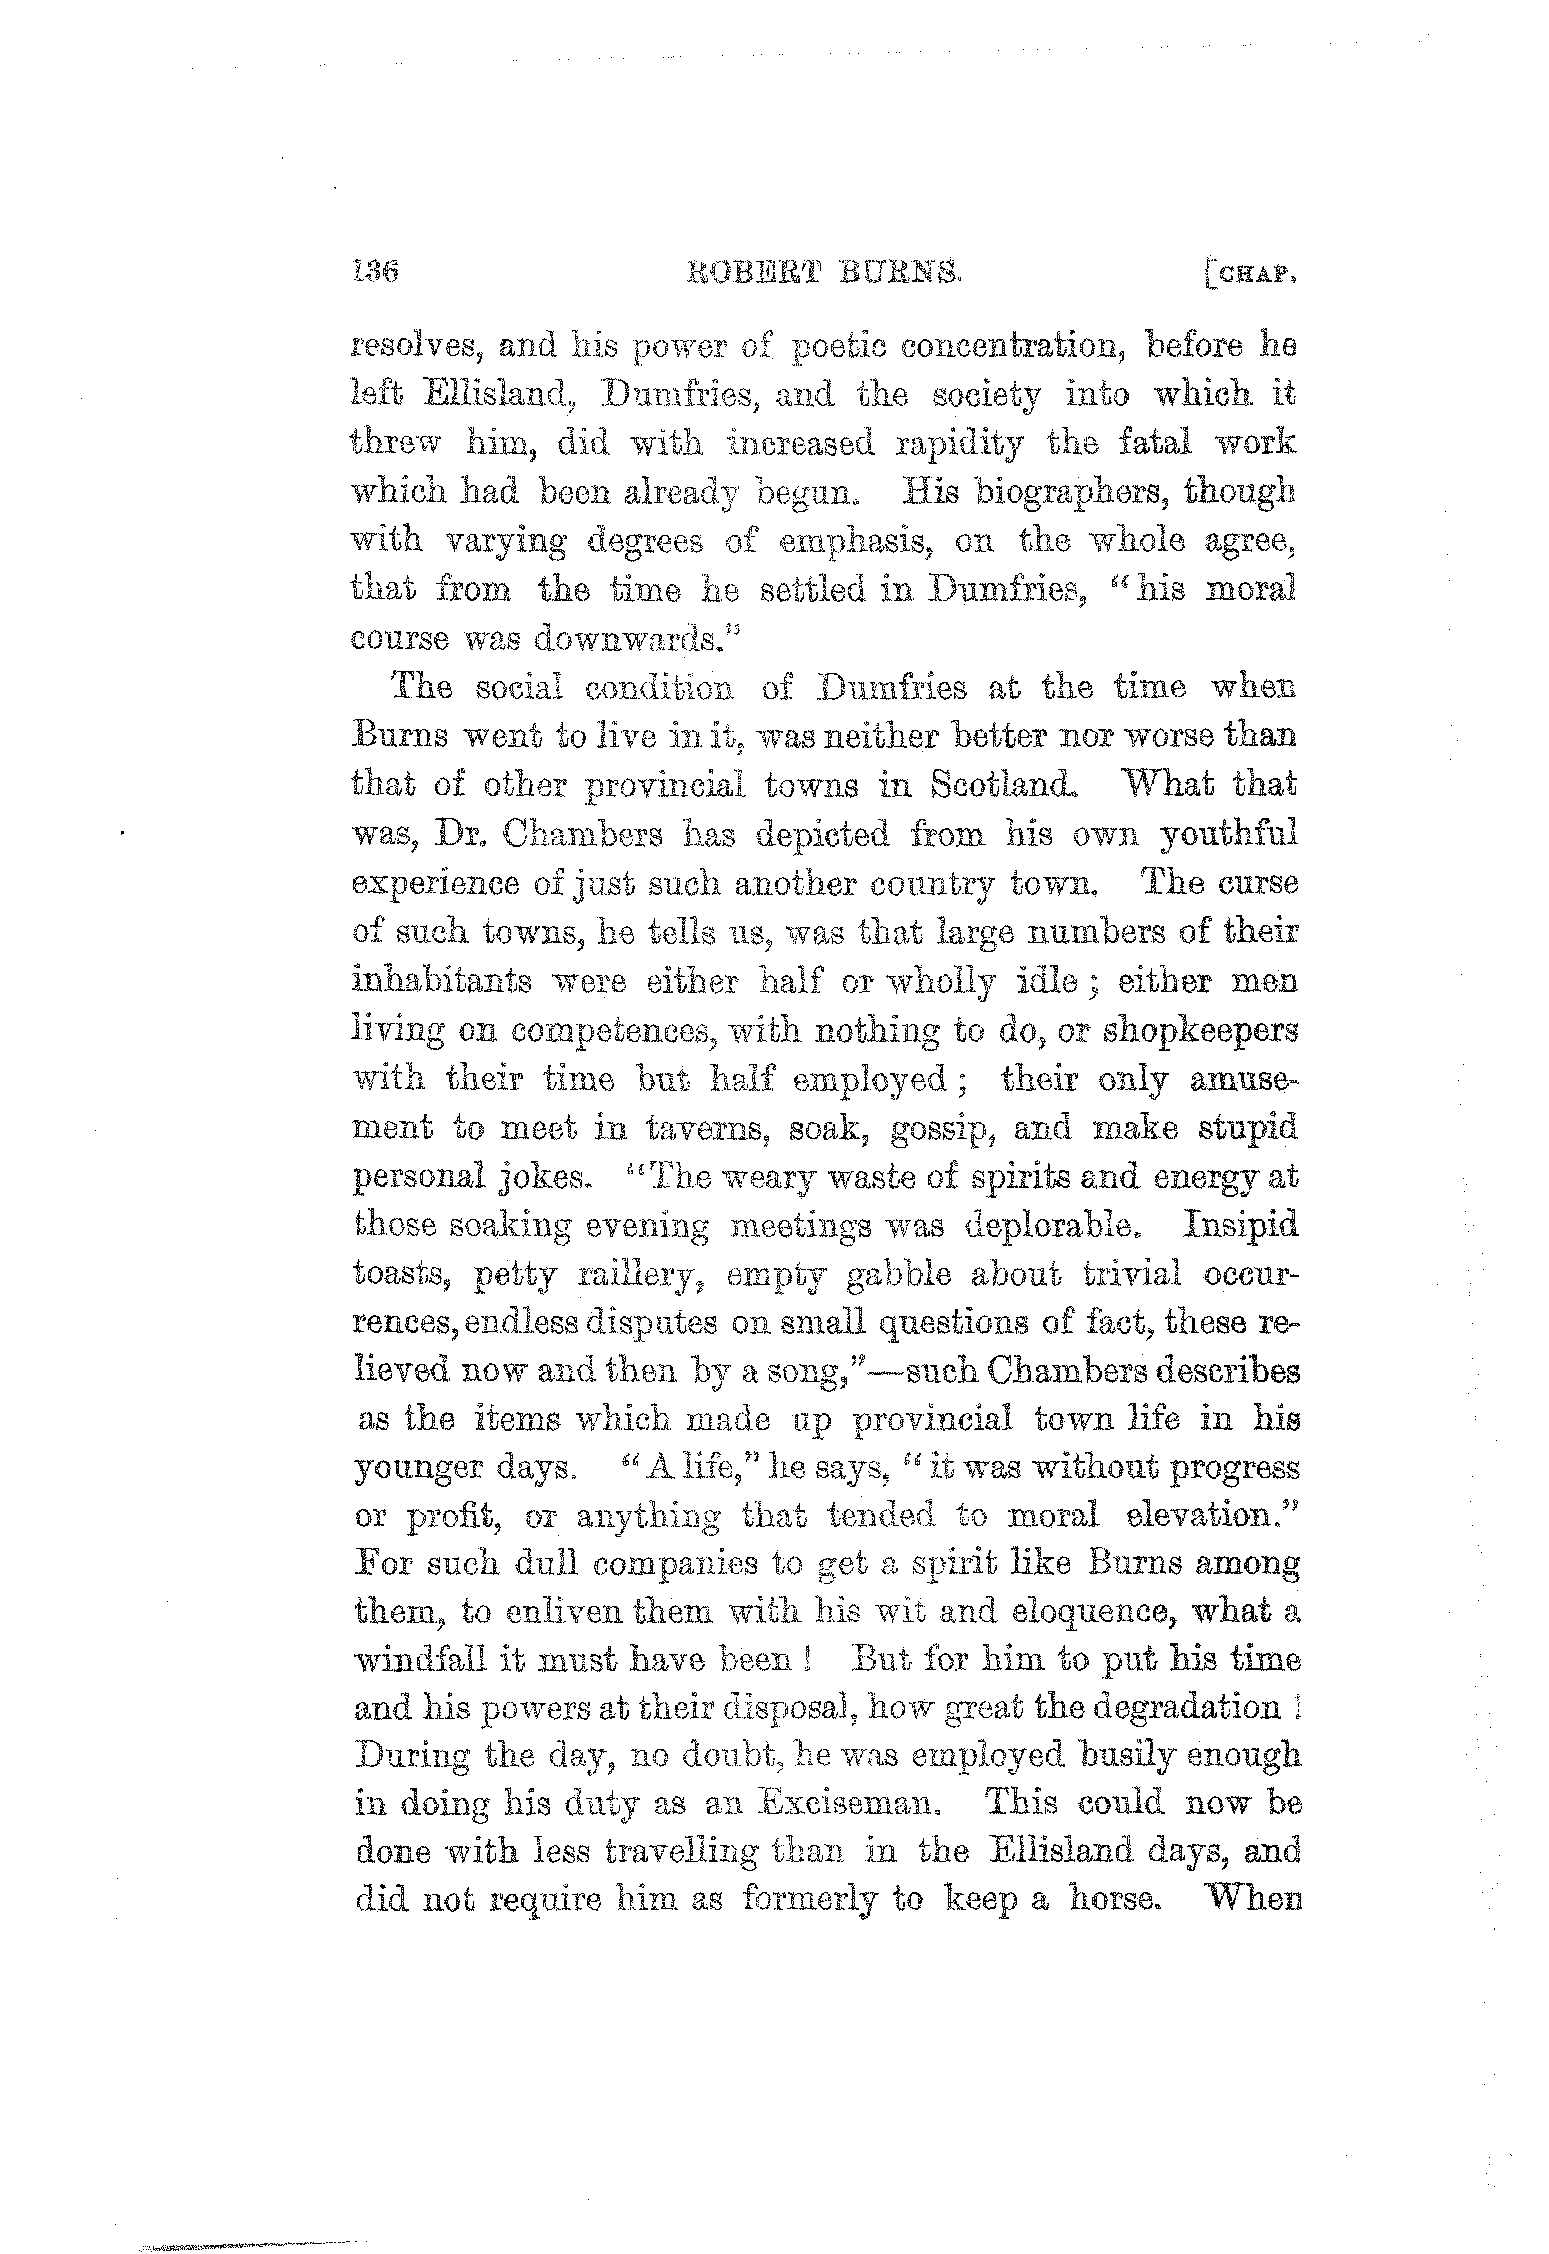 136 ROBERT BURNS. [CHAP.
resolves, and his power of poetic concentration, before he
left Ellisland, Dumfries, and the society into which it
threw him, did with increased rapidity the fatal work
which had been already begun. His biographers, though
with varying degrees of emphasis, on the whole agree,
that from the time he settled in Dumfries, "his moral
course was downwards."
The social condition of Dumfries at the time when
Burns went to live in it, was neither better nor worse than
that of other provincial towns in Scotland. What that
was, Dr. Chambers has depicted from his own youthful
experience of just such another country town. The curse
of such towns, he tells us, was that large numbers of their
inhabitants were either half or wholly idle ; either men
living on competences, with nothing to do, or shopkeepers
with their time but half employed ; their only amuse-
ment to meet in taverns, soak, gossip, and make stupid
personal jokes. "The weary waste of spirits and energy at
those soaking evening meetings was deplorable. Insipid
toasts, petty raillery, empty gabble about trivial occur-
rences, endless disputes on small questions of fact, these re-
lieved now and then by a song,"—such Chambers describes
as the items which made up provincial town life in his
younger days. "A life," he says, "it was without progress
or profit, or anything that tended to moral elevation."
For such dull companies to get a spirit like Burns among
them, to enliven them with his wit and eloquence, what a
windfall it must have been ! But for him to put his time
and his powers at their disposal, how great the degradation !
During the day, no doubt, he was employed busily enough
in doing his duty as an Exciseman. This could now be
done with less travelling than in the Ellisland days, and
did not require him as formerly to keep a horse. When